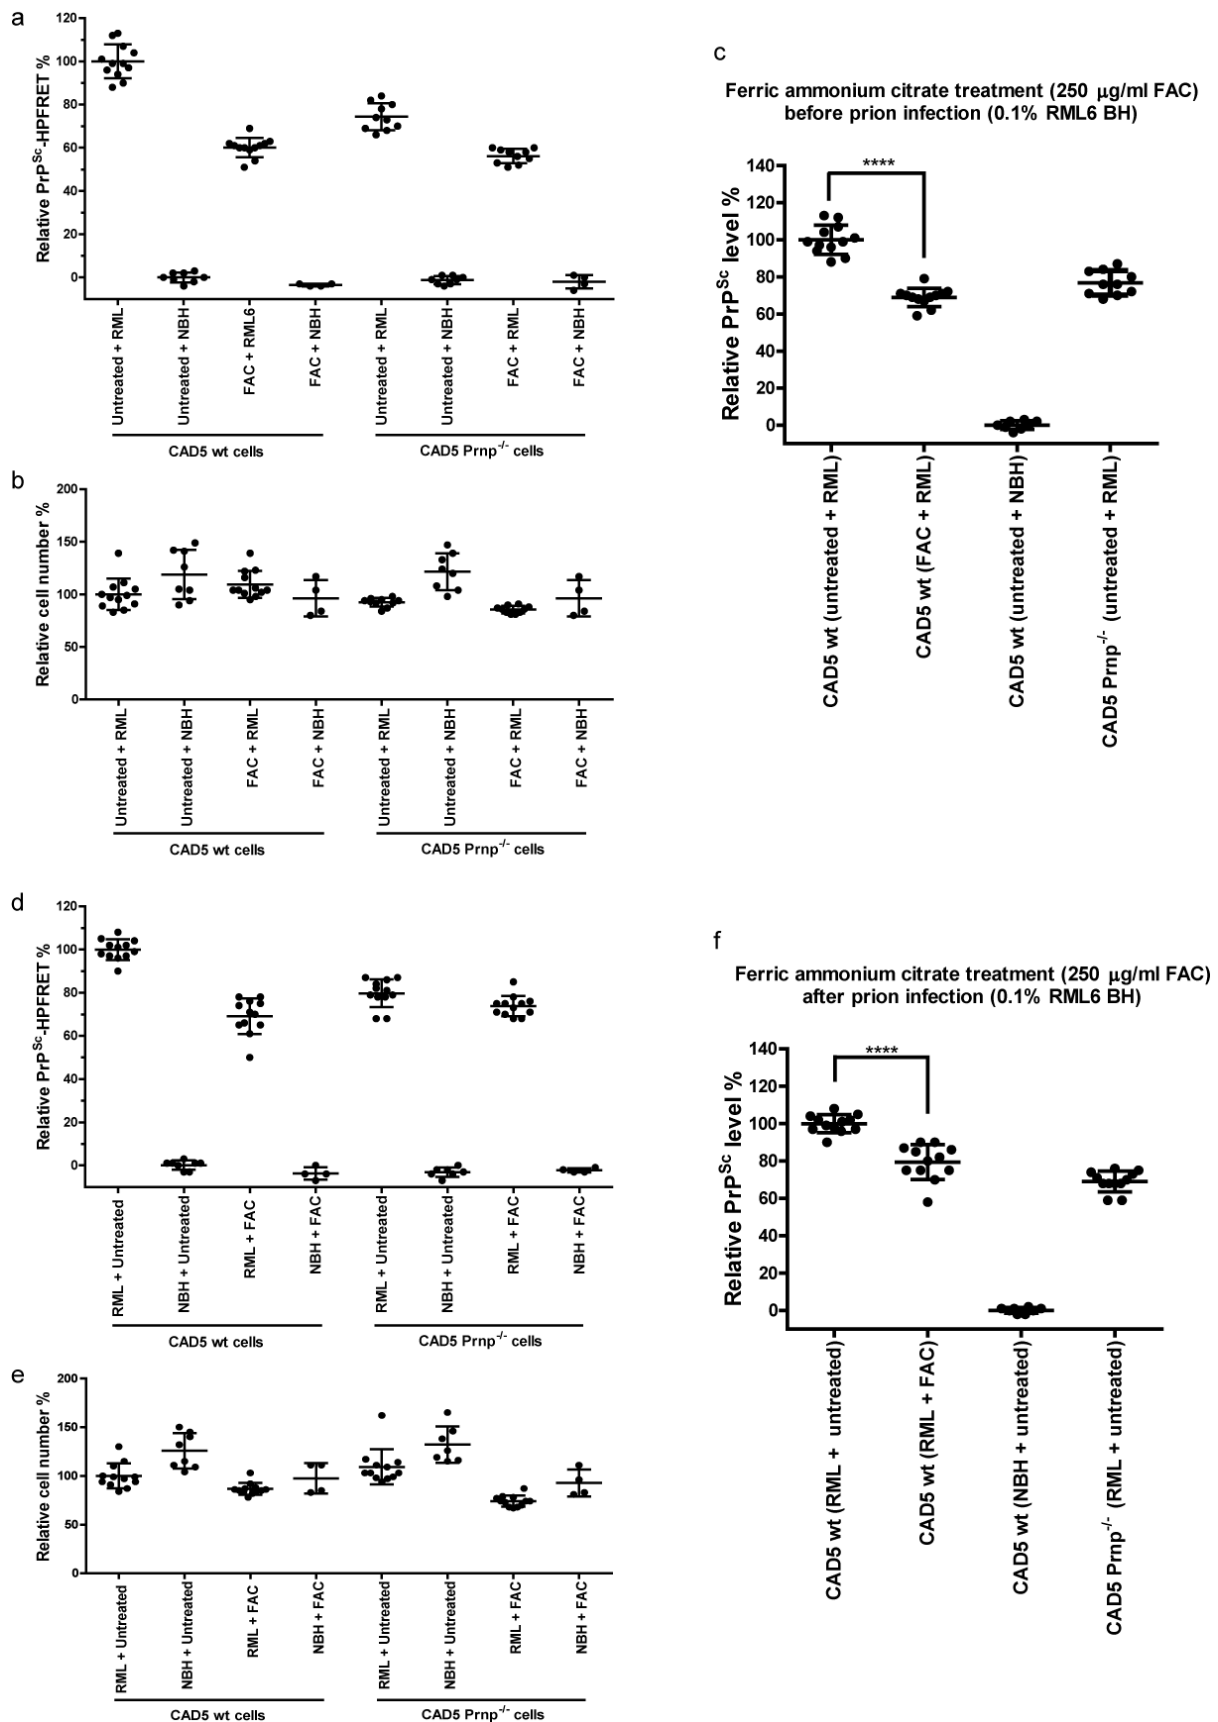 a
120
100
80
60
40
20
0
Relative PrPSc-HPFRET %
Untreated + RML
Untreated + NBH
FAC + RML6
FAC + NBH
Untreated + RML
Untreated + NBH
FAC + RML
FAC + NBH
CAD5 wt cells
CAD5 Prnp-/- cells
b
200
150
100
50
0
Relative cell number %
Untreated + RML
Untreated + NBH
FAC + RML
FAC + NBH
Untreated + RML
Untreated + NBH
FAC + RML
FAC + NBH
CAD5 wt cells
CAD5 Prnp-/- cells
c
Ferric ammonium citrate treatment (250 µg/ml FAC)
before prion infection (0.1% RML6 BH)
140
120
100
80
60
40
20
0
Relative PrPSc level %
****
CAD5 wt (untreated + RML)
CAD5 wt (FAC + RML)
CAD5 wt (untreated + NBH)
CAD5 Prnp-/- (untreated + RML)
d
120
100
80
60
40
20
0
Relative PrPSc-HPFRET %
RML + Untreated
NBH + Untreated
RML + FAC
NBH + FAC
RML + Untreated
NBH + Untreated
RML + FAC
NBH + FAC
CAD5 wt cells
CAD5 Prnp-/- cells
e
200
150
100
50
0
Relative cell number %
RML + Untreated
NBH + Untreated
RML + FAC
NBH + FAC
RML + Untreated
NBH + Untreated
RML + FAC
NBH + FAC
CAD5 wt cells
CAD5 Prnp-/- cells
f
Ferric ammonium citrate treatment (250 µg/ml FAC)
after prion infection (0.1% RML6 BH)
140
120
100
80
60
40
20
0
Relative PrPSc level %
****
CAD5 wt (RML + untreated)
CAD5 wt (RML + FAC)
CAD5 wt (NBH + untreated)
CAD5 Prnp-/- (RML + untreated)